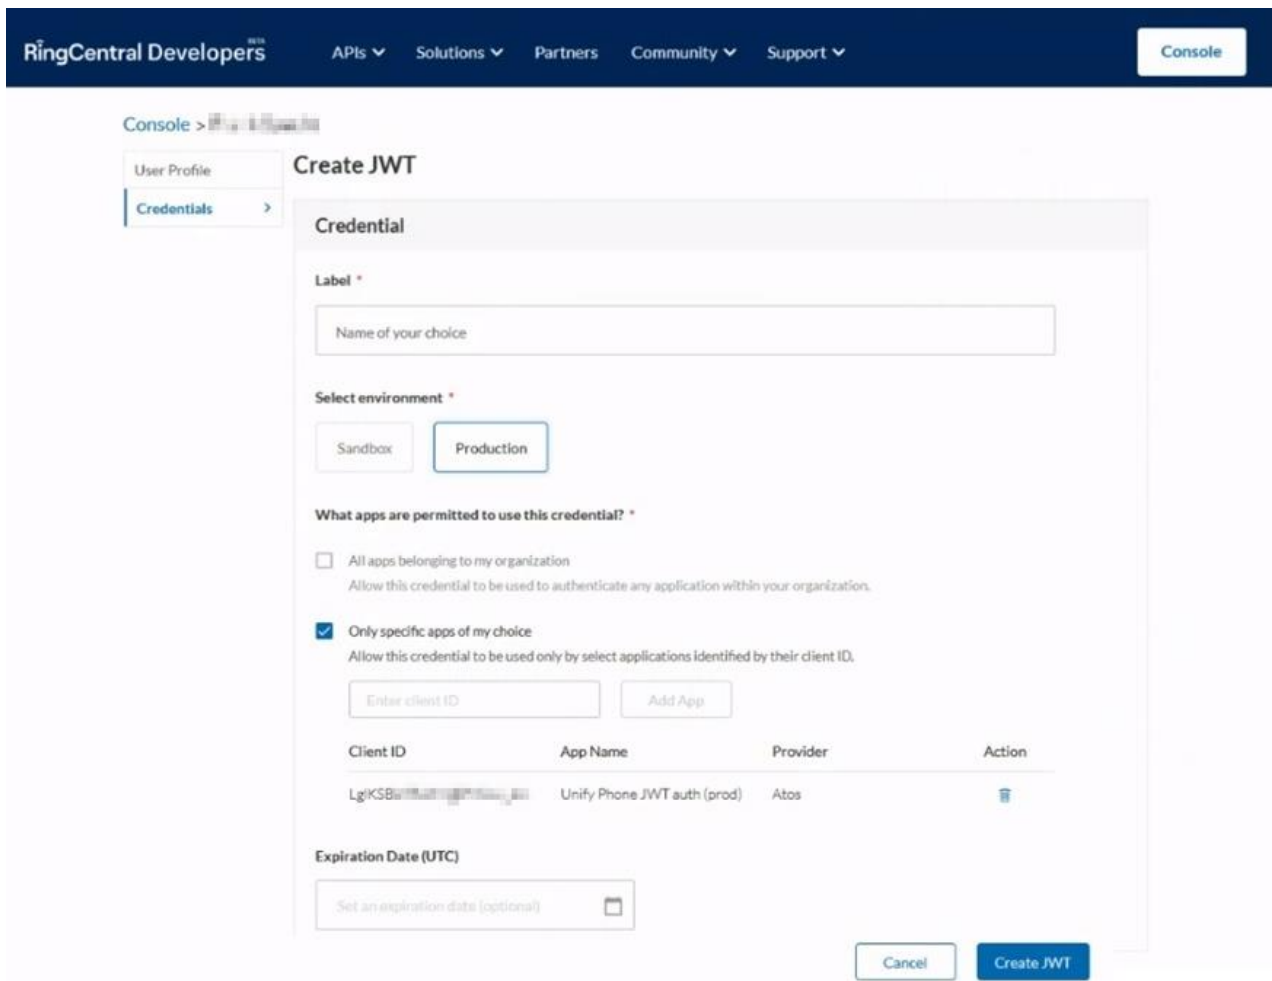 RingCentral Developers BETA
APIs Solutions Partners Community Support Console
Console >
User Profile
Credentials
Create JWT
Credential
Label *
Name of your choice
Select environment *
Sandbox Production
What apps are permitted to use this credential? *
All apps belonging to my organization
Allow this credential to be used to authenticate any application within your organization.
Only specific apps of my choice
Allow this credential to be used only by select applications identified by their client ID.
Enter client ID Add App
Client ID App Name Provider Action
Unify Phone JWT auth (prod) Atos
Expiration Date (UTC)
Set an expiration date (optional)
Cancel Create JWT